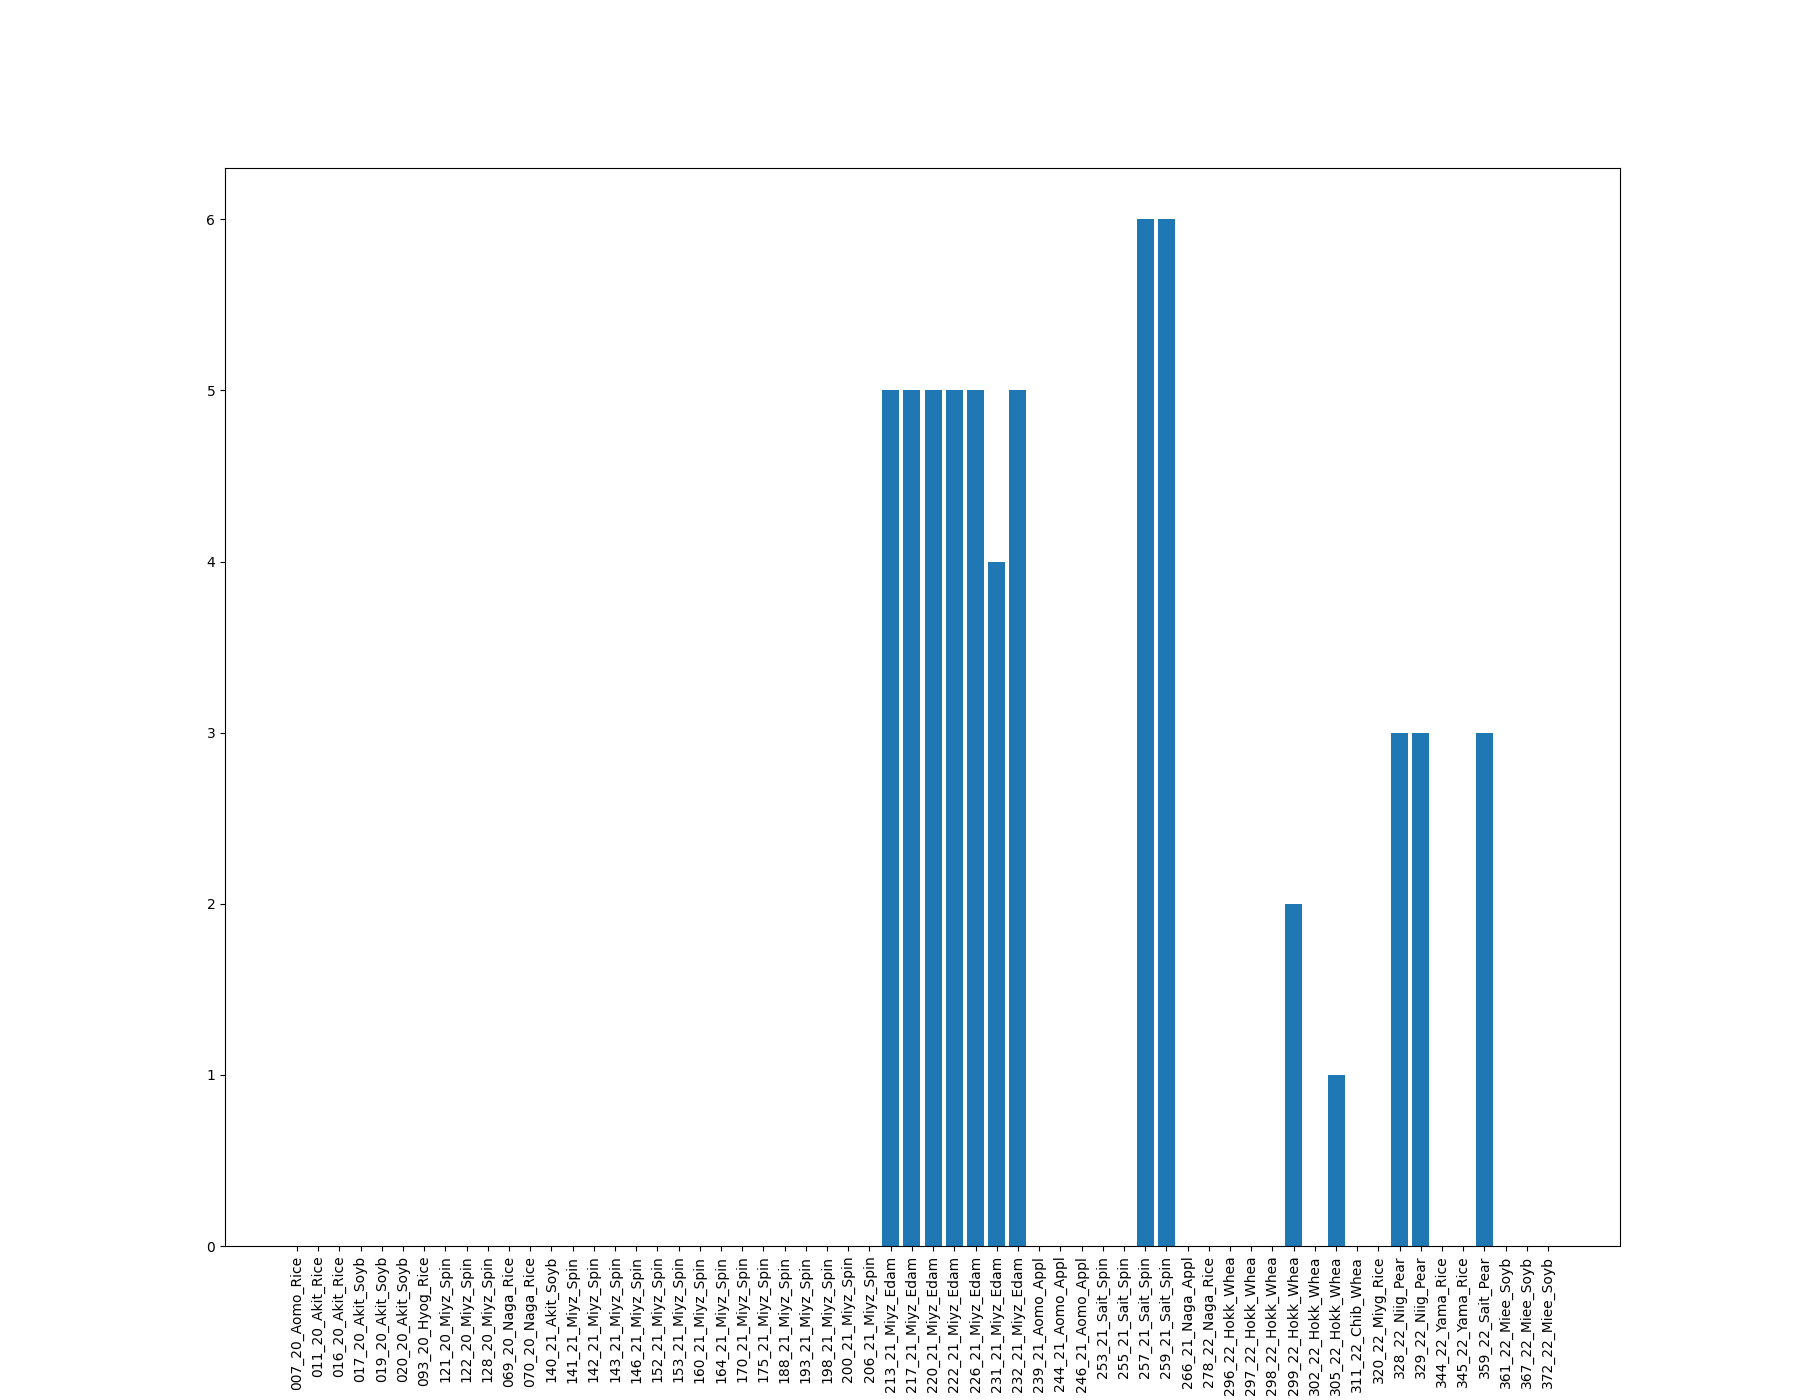 6
5
4
3
2
1
0
007_20_Aomo_Rice
011_20_Akit_Rice
016_20_Akit_Rice
017_20_Akit_Soyb
019_20_Akit_Soyb
020_20_Akit_Soyb
093_20_Hyog_Rice
121_20_Miyz_Spin
122_20_Miyz_Spin
128_20_Miyz_Spin
069_20_Naga_Rice
070_20_Naga_Rice
140_21_Akit_Soyb
141_21_Miyz_Spin
142_21_Miyz_Spin
143_21_Miyz_Spin
146_21_Miyz_Spin
152_21_Miyz_Spin
153_21_Miyz_Spin
160_21_Miyz_Spin
164_21_Miyz_Spin
170_21_Miyz_Spin
175_21_Miyz_Spin
188_21_Miyz_Spin
193_21_Miyz_Spin
198_21_Miyz_Spin
200_21_Miyz_Spin
206_21_Miyz_Spin
213_21_Miyz_Edam
217_21_Miyz_Edam
220_21_Miyz_Edam
222_21_Miyz_Edam
226_21_Miyz_Edam
231_21_Miyz_Edam
232_21_Miyz_Edam
239_21_Aomo_Appl
244_21_Aomo_Appl
246_21_Aomo_Appl
253_21_Sait_Spin
255_21_Sait_Spin
257_21_Sait_Spin
259_21_Sait_Spin
266_21_Naga_Appl
278_22_Naga_Rice
296_22_Hokk_Whea
297_22_Hokk_Whea
298_22_Hokk_Whea
299_22_Hokk_Whea
302_22_Hokk_Whea
305_22_Hokk_Whea
311_22_Chib_Whea
320_22_Miyg_Rice
328_22_Niig_Pear
329_22_Niig_Pear
344_22_Yama_Rice
345_22_Yama_Rice
359_22_Sait_Pear
361_22_Miee_Soyb
367_22_Miee_Soyb
372_22_Miee_Soyb